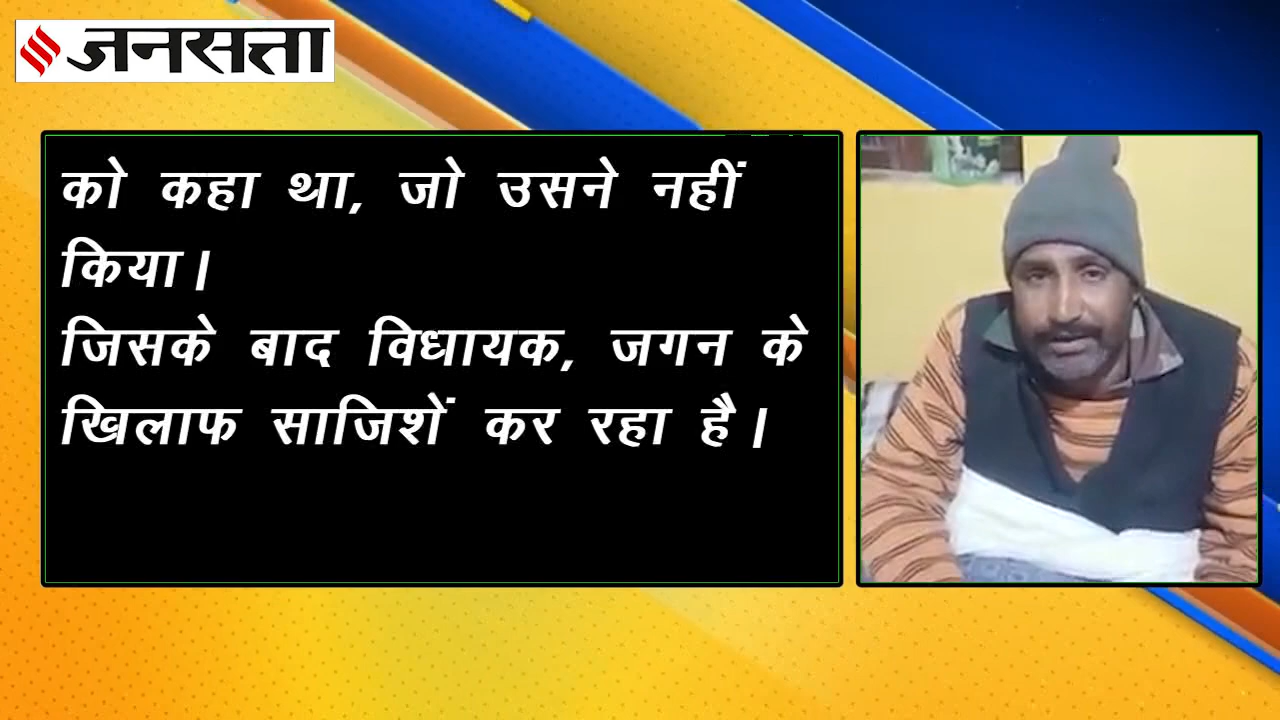 जनसत्ता
को कहा था, जो उसने नहीं
किया।
जिसके बाद विधायक, जगन के
खिलाफ साजिशें कर रहा है।